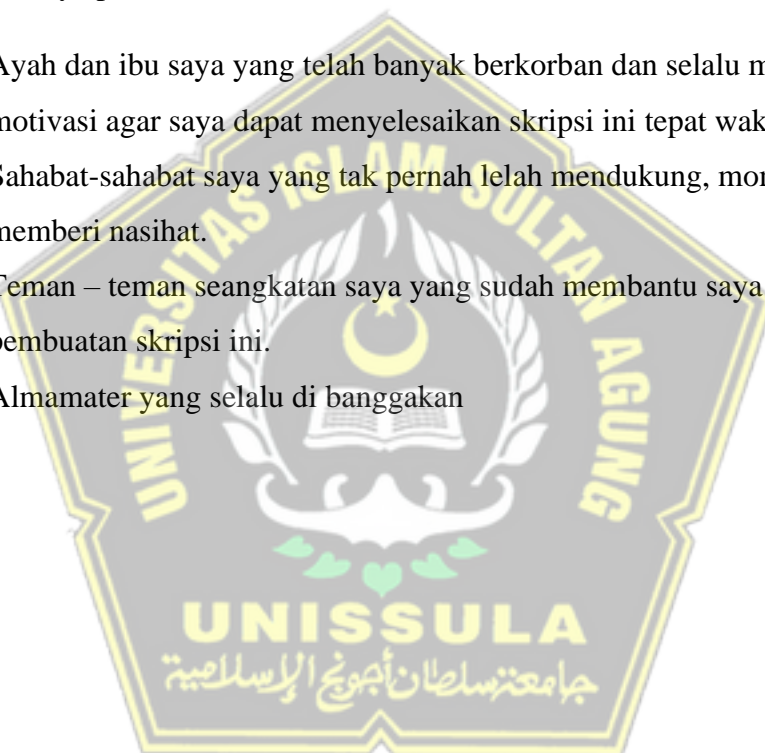 Ayah dan ibu saya yang telah banyak berkorban dan selalu
motivasi agar saya dapat menyelesaikan skripsi ini tepat
Sahabat-sahabat saya yang tak pernah lelah mendukung,
memberi nasihat.
Teman – teman seangkatan saya yang sudah membantu saya
pembuatan skripsi ini.
Almamater yang selalu di banggakan
UNIVERSITAS ISLAM SULTAN AGUNG
UNISSULA
جامعة سلطان أجونج الإسلامية